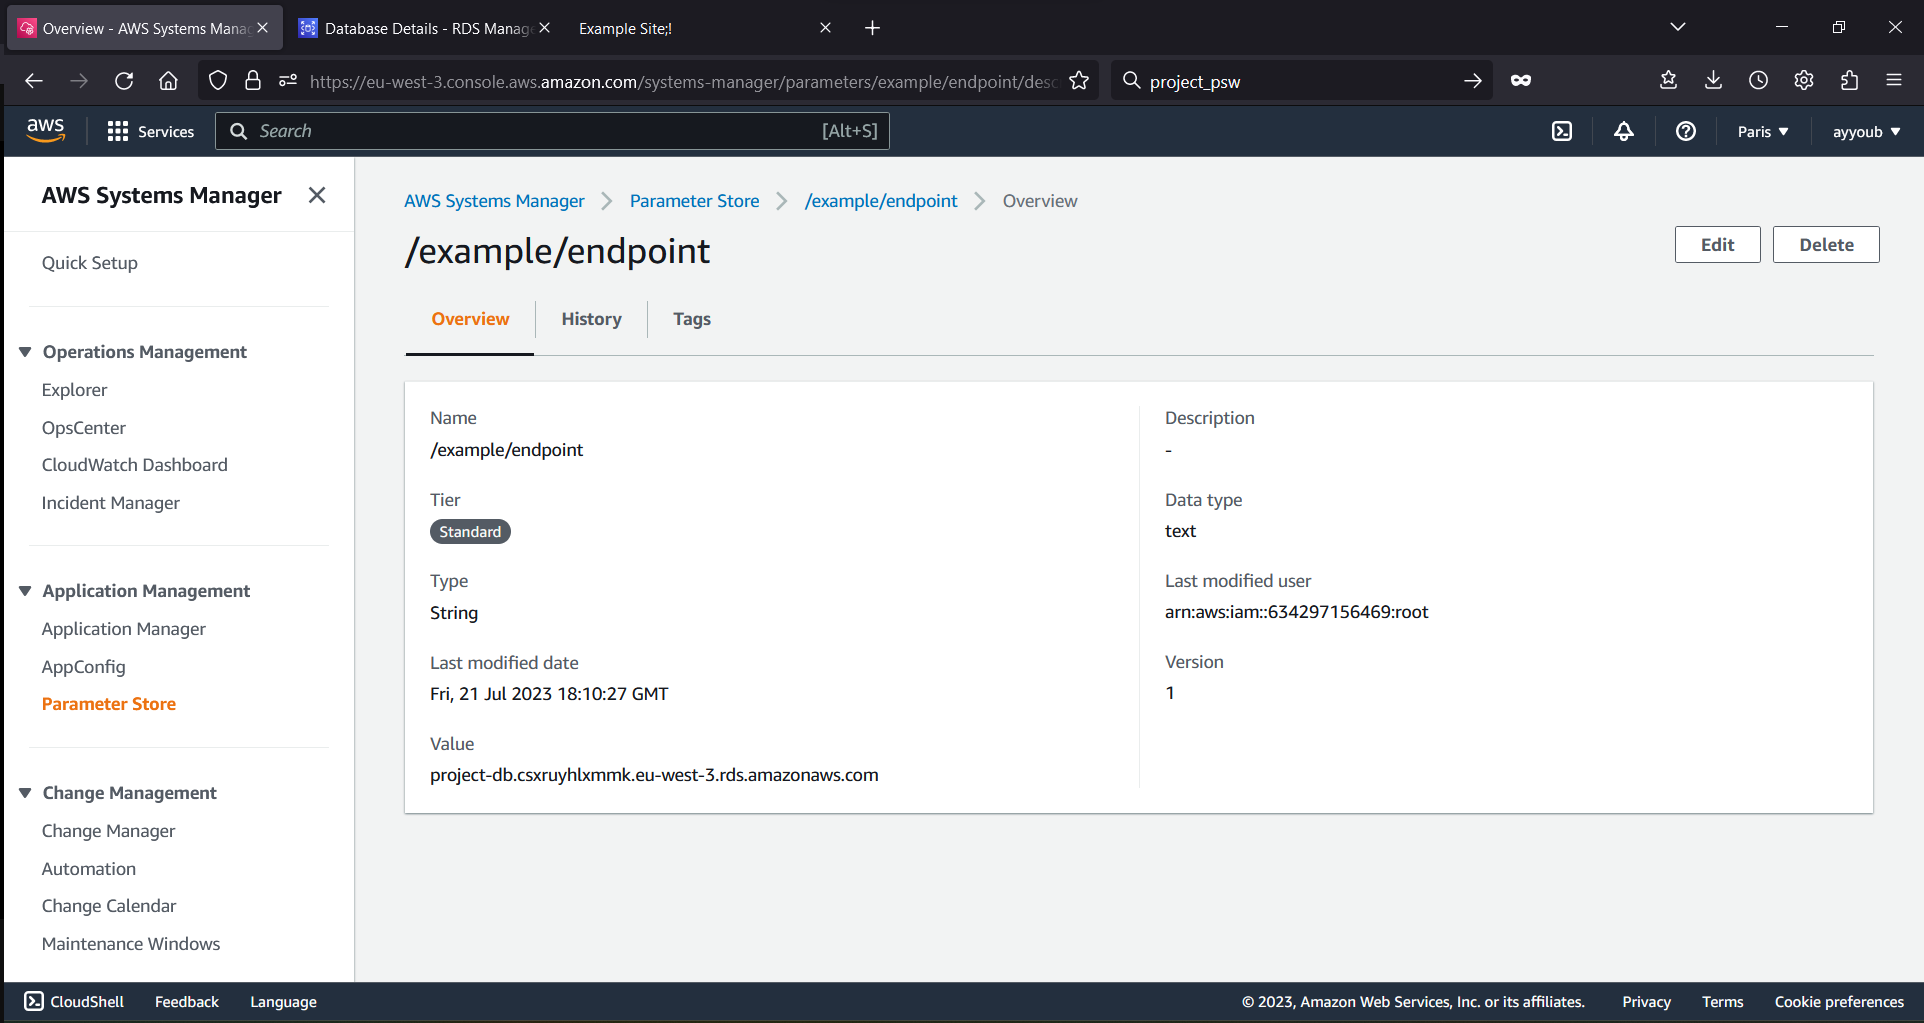 Overview - AWS Systems Manag
Database Details - RDS Manage
Example Site;!
https://eu-west-3.console.aws.amazon.com/systems-manager/parameters/example/endpoint/desc
project_psw
aws
Services
Search
[Alt+S]
Paris
ayyoub
AWS Systems Manager
Quick Setup
Operations Management
Explorer
OpsCenter
CloudWatch Dashboard
Incident Manager
Application Management
Application Manager
AppConfig
Parameter Store
Change Management
Change Manager
Automation
Change Calendar
Maintenance Windows
AWS Systems Manager
Parameter Store
/example/endpoint
Overview
/example/endpoint
Edit
Delete
Overview
History
Tags
Name
/example/endpoint
Tier
Standard
Type
String
Last modified date
Fri, 21 Jul 2023 18:10:27 GMT
Value
project-db.csxruyhlxmmk.eu-west-3.rds.amazonaws.com
Description
-
Data type
text
Last modified user
arn:aws:iam::634297156469:root
Version
1
CloudShell
Feedback
Language
© 2023, Amazon Web Services, Inc. or its affiliates.
Privacy
Terms
Cookie preferences